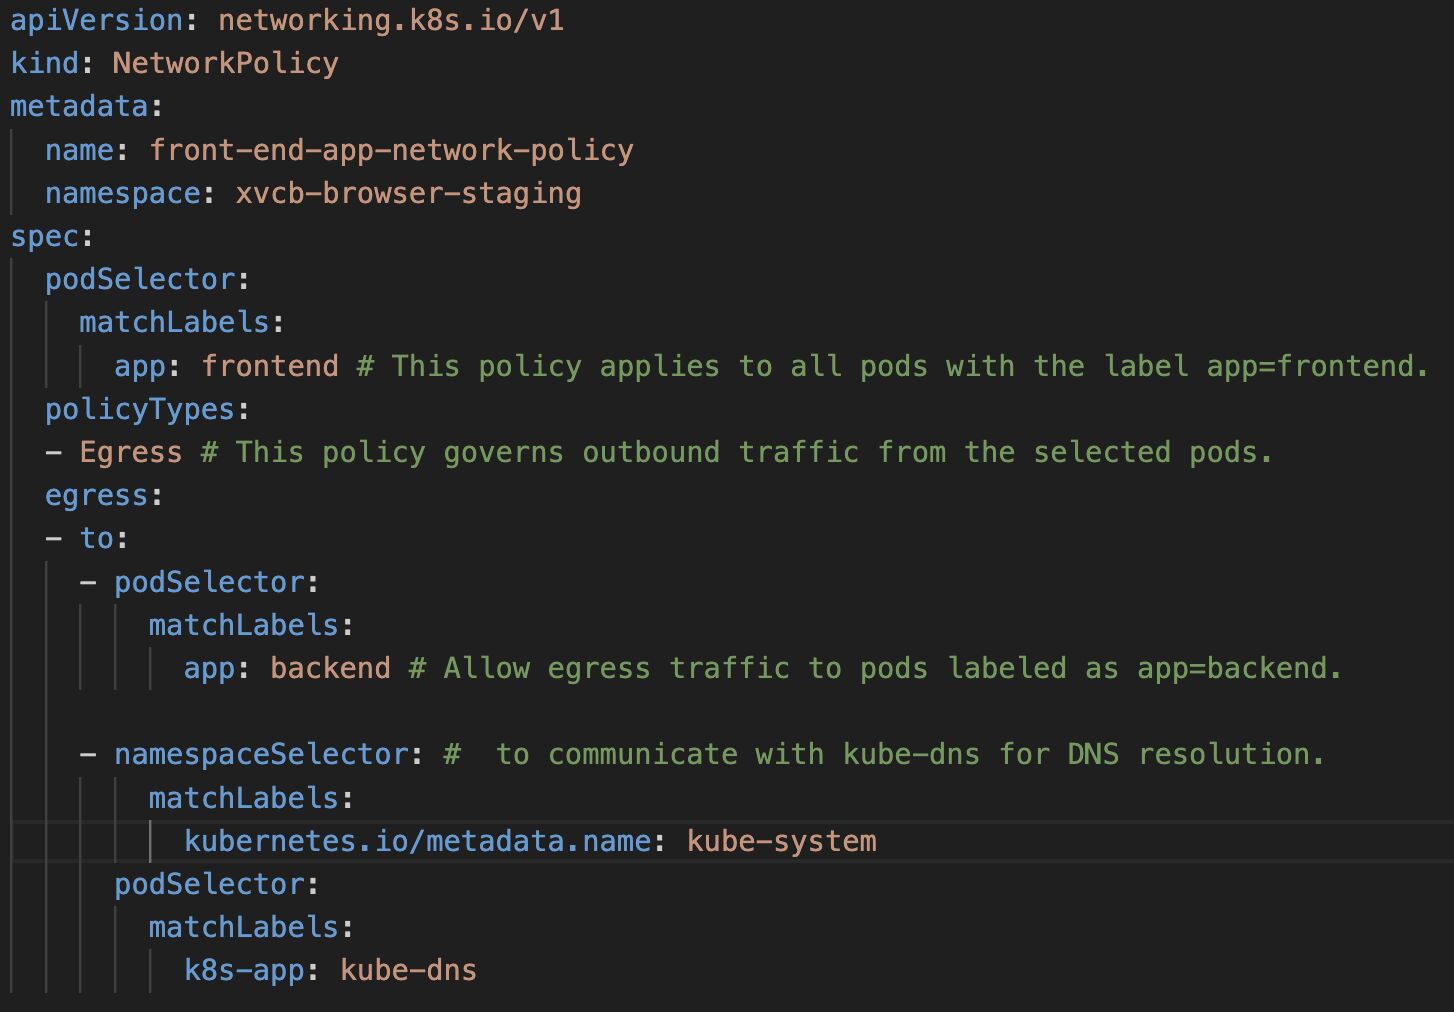 apiVersion: networking.k8s.io/v1
kind: NetworkPolicy
metadata:
  name: front-end-app-network-policy
  namespace: xvcb-browser-staging
spec:
  podSelector:
    matchLabels:
      app: frontend # This policy applies to all pods with the label app=frontend.
  policyTypes:
  - Egress # This policy governs outbound traffic from the selected pods.
  egress:
  - to:
    - podSelector:
        matchLabels:
          app: backend # Allow egress traffic to pods labeled as app=backend.

    - namespaceSelector: #  to communicate with kube-dns for DNS resolution.
        matchLabels:
          kubernetes.io/metadata.name: kube-system
      podSelector:
        matchLabels:
          k8s-app: kube-dns